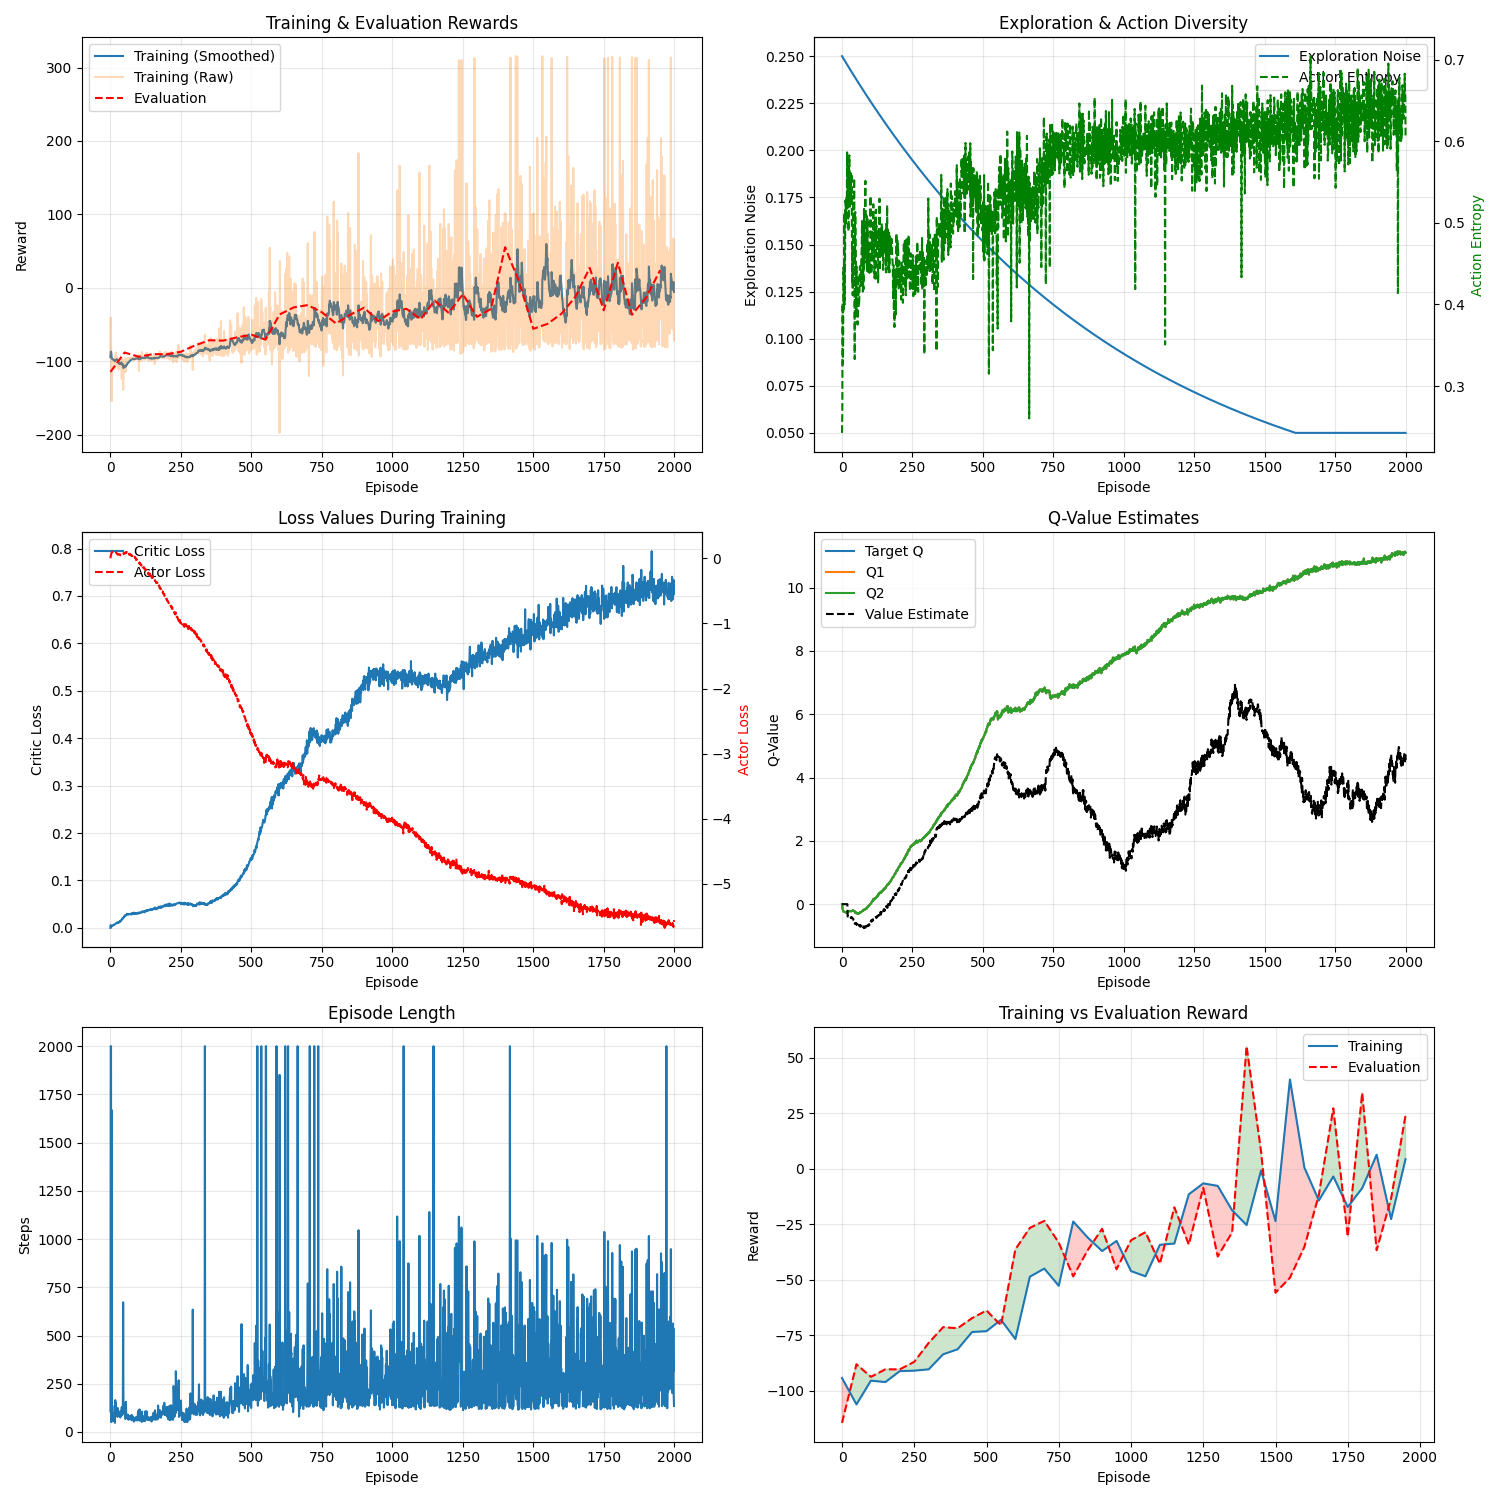 Training & Evaluation Rewards
Training (Smoothed)
Training (Raw)
Evaluation
300
200
100
0
−100
−200
Reward
0 250 500 750 1000 1250 1500 1750 2000
Episode
Exploration & Action Diversity
Exploration Noise
Action Entropy
0.250
0.225
0.200
0.175
0.150
0.125
0.100
0.075
0.050
Exploration Noise
0.7
0.6
0.5
0.4
0.3
Action Entropy
0 250 500 750 1000 1250 1500 1750 2000
Episode
Loss Values During Training
Critic Loss
Actor Loss
0.8
0.7
0.6
0.5
0.4
0.3
0.2
0.1
0.0
Critic Loss
0
−1
−2
−3
−4
−5
Actor Loss
0 250 500 750 1000 1250 1500 1750 2000
Episode
Q-Value Estimates
Target Q
Q1
Q2
Value Estimate
10
8
6
4
2
0
Q-Value
0 250 500 750 1000 1250 1500 1750 2000
Episode
Episode Length
2000
1750
1500
1250
1000
750
500
250
0
Steps
0 250 500 750 1000 1250 1500 1750 2000
Episode
Training vs Evaluation Reward
Training
Evaluation
50
25
0
−25
−50
−75
−100
Reward
0 250 500 750 1000 1250 1500 1750 2000
Episode